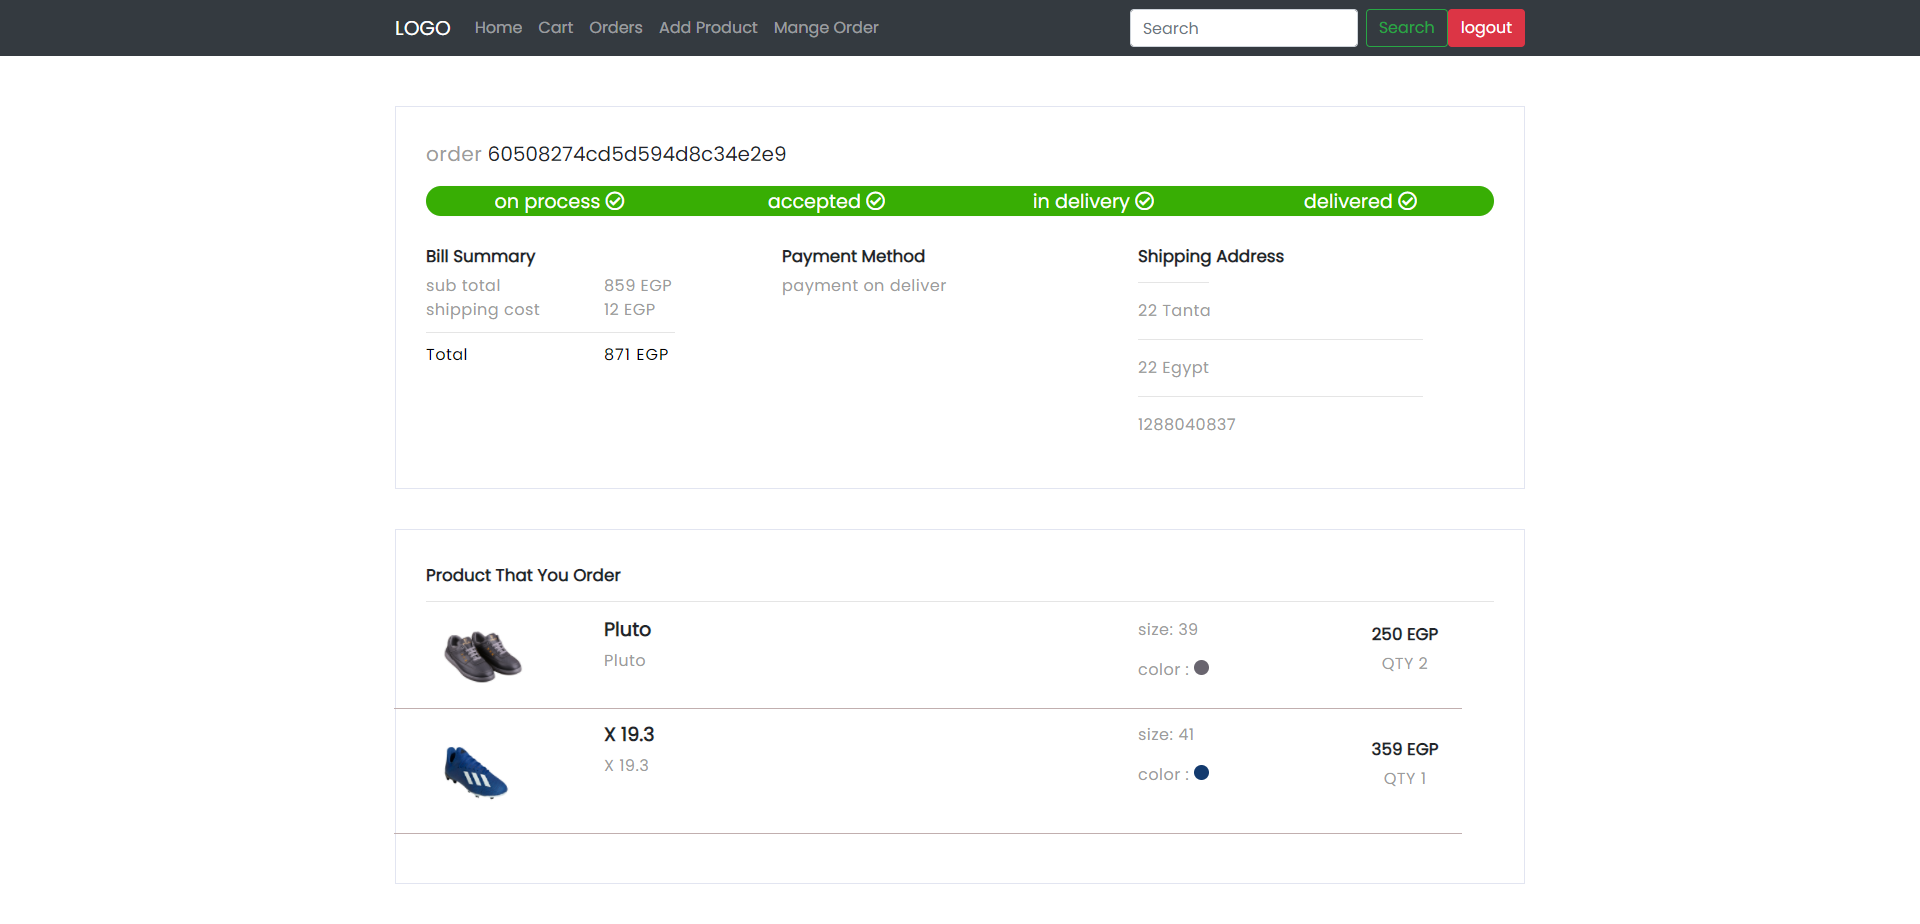 LOGO Home Cart Orders Add Product Mange Order Search Search logout
order 60508274cd5d594d8c34e2e9
on process accepted in delivery delivered
Bill Summary Payment Method Shipping Address
sub total 859 EGP payment on deliver
shipping cost 12 EGP 22 Tanta
Total 871 EGP
22 Egypt
1288040837
Product That You Order
Pluto size: 39 250 EGP
Pluto color : QTY 2
X 19.3 size: 41 359 EGP
X 19.3 color : QTY 1